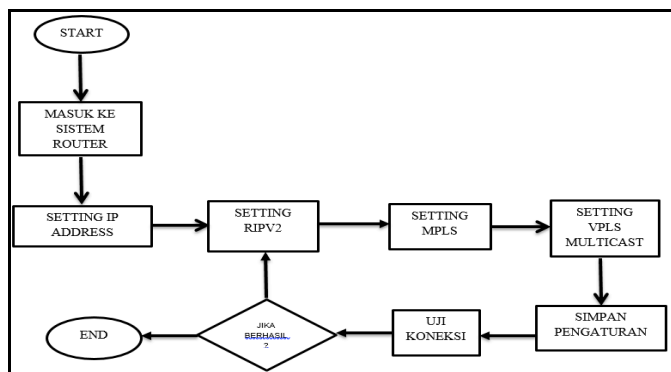 START
MASUK KE
SISTEM
ROUTER
SETTING IP
ADDRESS
SETTING
RIPV2
SETTING
MPLS
SETTING
VPLS
MULTICAST
SIMPAN
PENGATURAN
UJI
KONEKSI
JIKA
BERHASIL
?
END